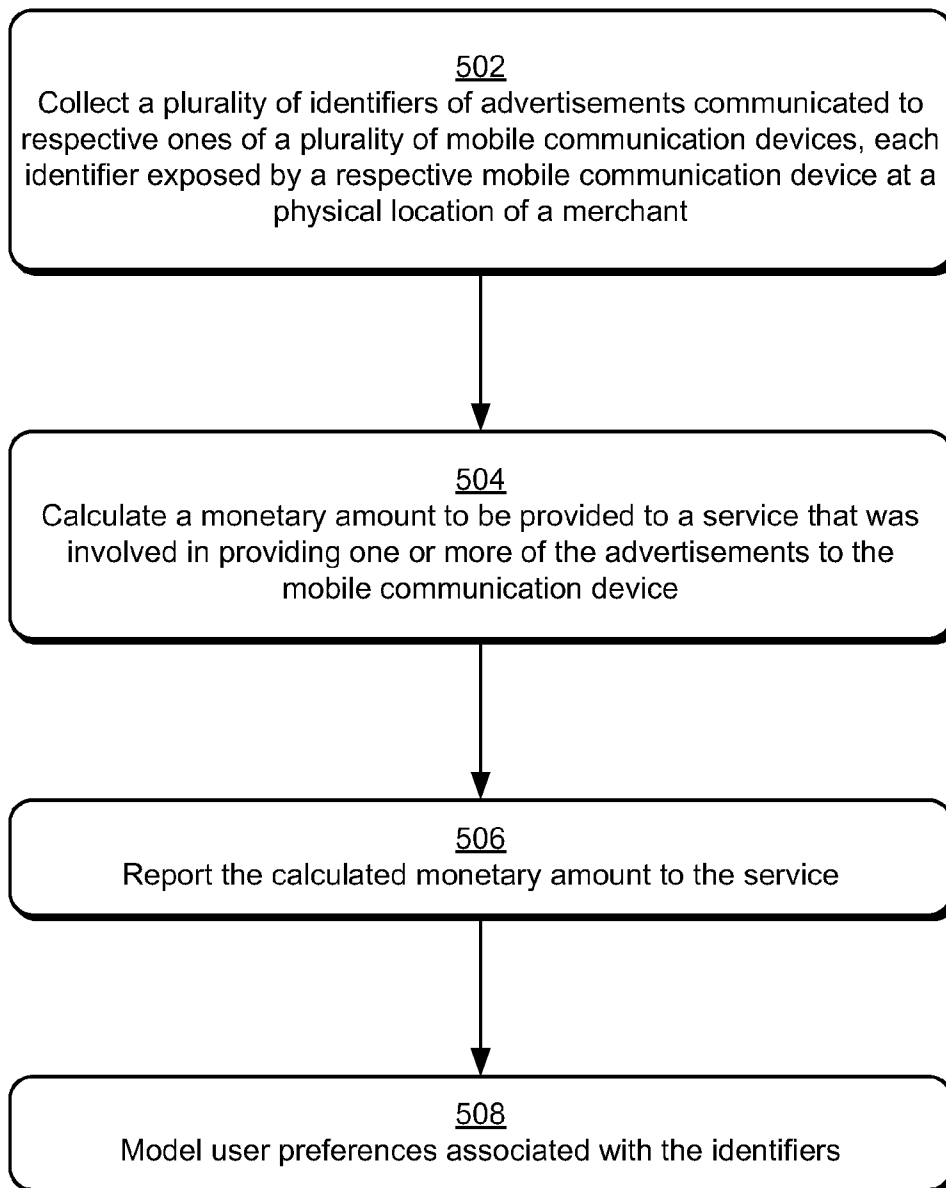 502
Collect a plurality of identifiers of advertisements communicated to
respective ones of a plurality of mobile communication devices, each
identifier exposed by a respective mobile communication device at a
physical location of a merchant
504
Calculate a monetary amount to be provided to a service that was
involved in providing one or more of the advertisements to the
mobile communication device
506
Report the calculated monetary amount to the service
508
Model user preferences associated with the identifiers